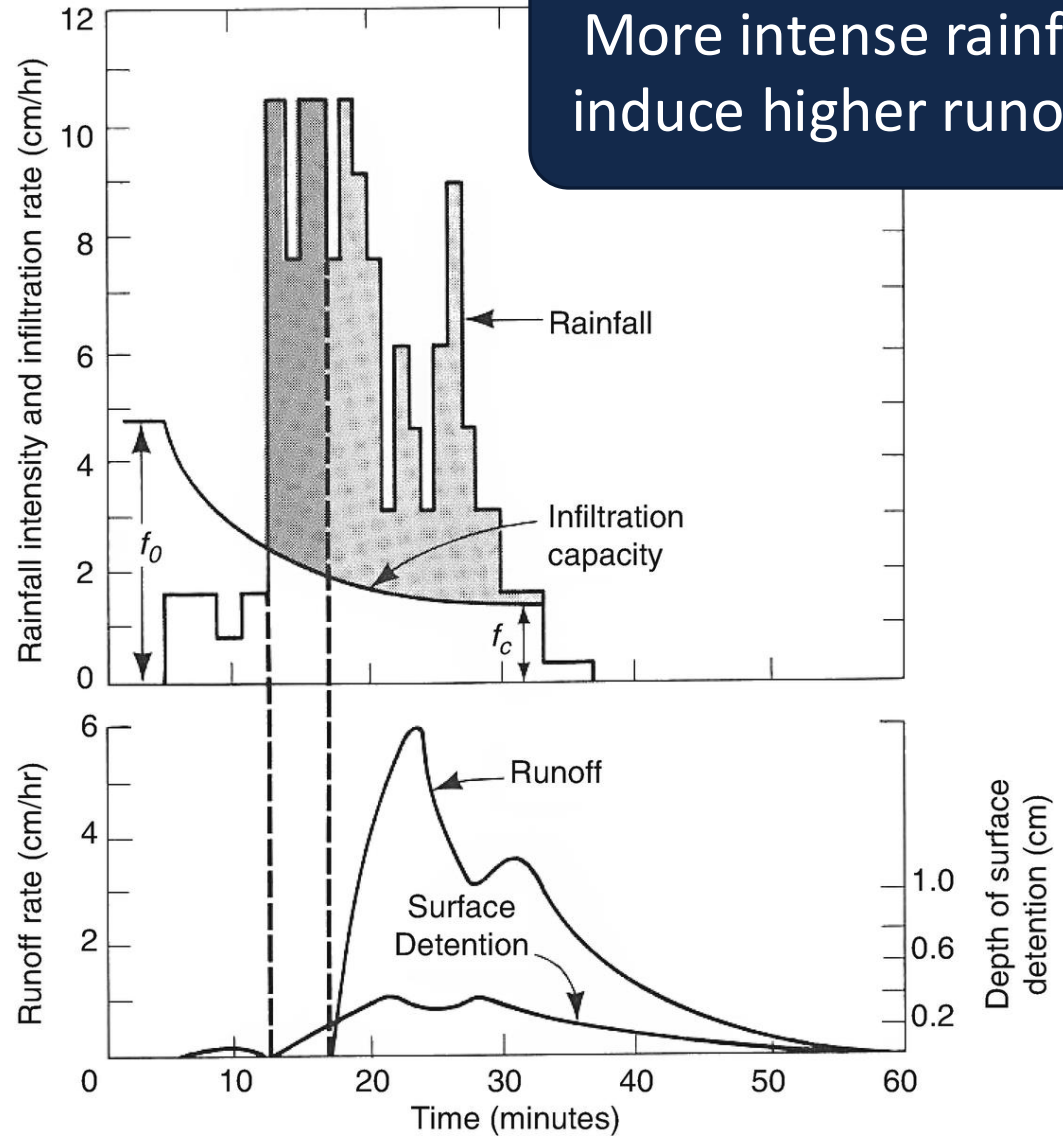 More intense rainf
induce higher runo
Rainfall intensity and infiltration rate (cm/hr)
12
10
8
6
4
2
0
f0
Rainfall
Infiltration
capacity
fc
Runoff rate (cm/hr)
6
4
2
Runoff
Surface
Detention
1.0
0.6
0.2
Depth of surface
detention (cm)
0
10
20
30
40
50
60
Time (minutes)